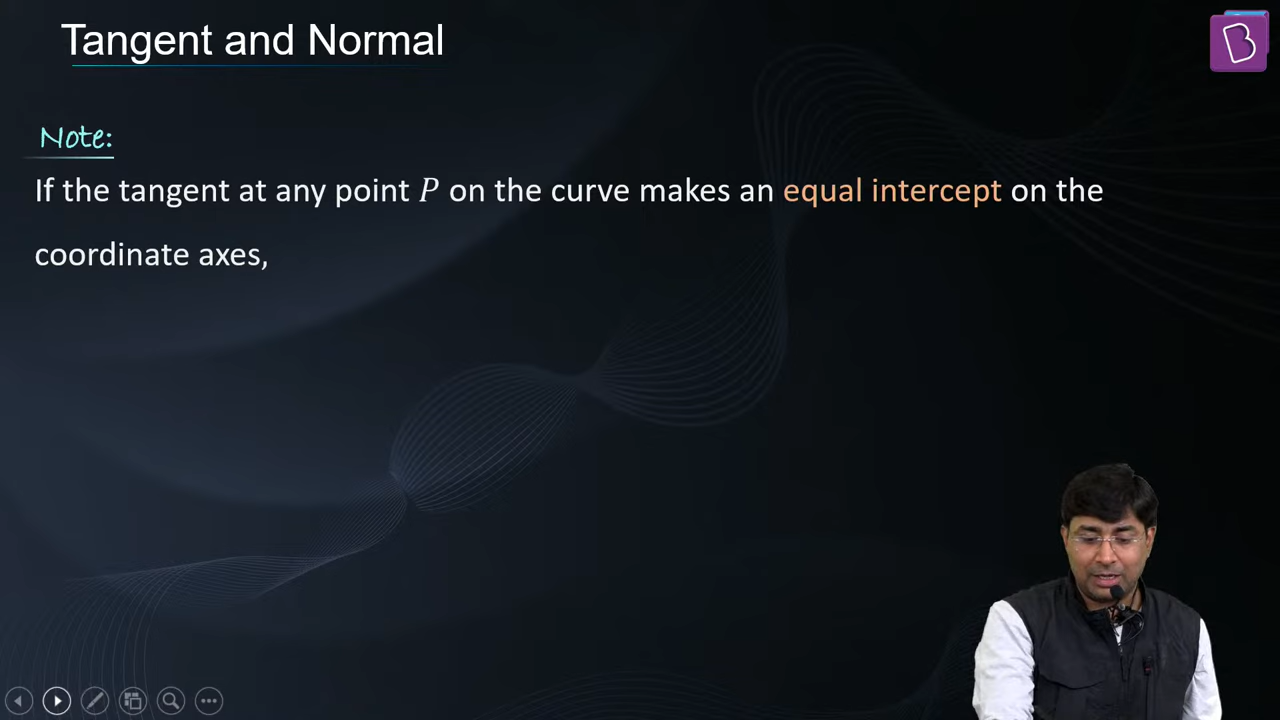 Tangent and Normal
Note:
If the tangent at any point P on the curve makes an equal intercept on the
coordinate axes,